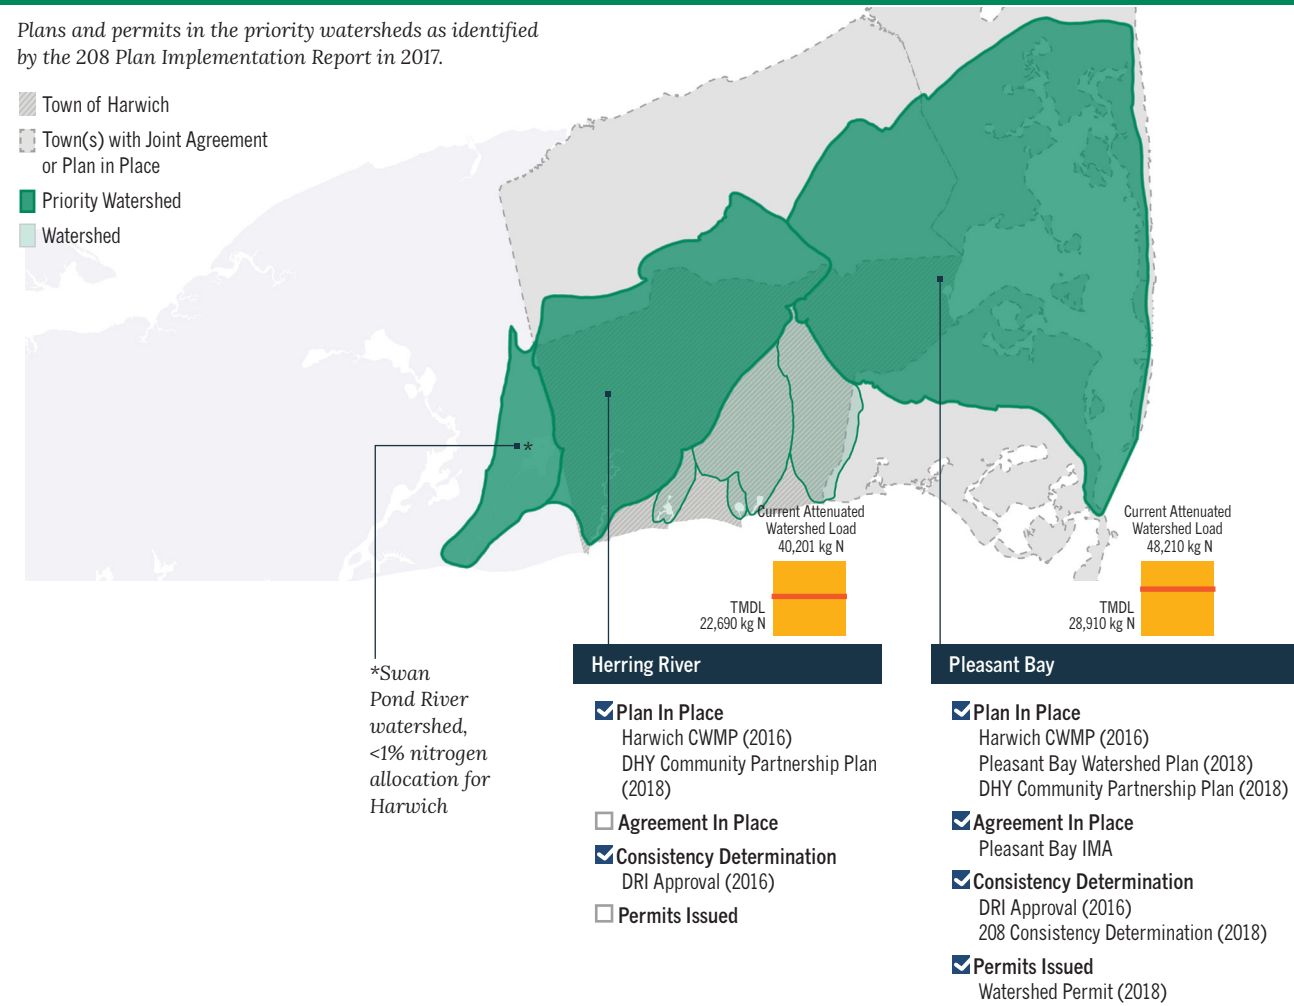 Plans and permits in the priority watersheds as identified
by the 208 Plan Implementation Report in 2017.
Town of Harwich
Town(s) with Joint Agreement
or Plan in Place
Priority Watershed
Watershed
*
Current Attenuated
Watershed Load
40,201 kg N
TMDL
22,690 kg N
Current Attenuated
Watershed Load
48,210 kg N
TMDL
28,910 kg N
*Swan
Pond River
watershed,
<1% nitrogen
allocation for
Harwich
Herring River
Plan In Place
Harwich CWMP (2016)
DHY Community Partnership Plan
(2018)
Agreement In Place
Consistency Determination
DRI Approval (2016)
Permits Issued
Pleasant Bay
Plan In Place
Harwich CWMP (2016)
Pleasant Bay Watershed Plan (2018)
DHY Community Partnership Plan (2018)
Agreement In Place
Pleasant Bay IMA
Consistency Determination
DRI Approval (2016)
208 Consistency Determination (2018)
Permits Issued
Watershed Permit (2018)